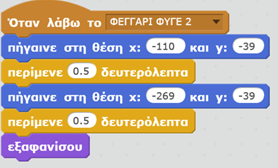 Όταν λάβω το ΦΕΓΓΑΡΙ ΦΥΓΕ 2
πήγαινε στη θέση x: -110 και y: -39
περίμενε 0.5 δευτερόλεπτα
πήγαινε στη θέση x: -269 και y: -39
περίμενε 0.5 δευτερόλεπτα
εξαφανίσου